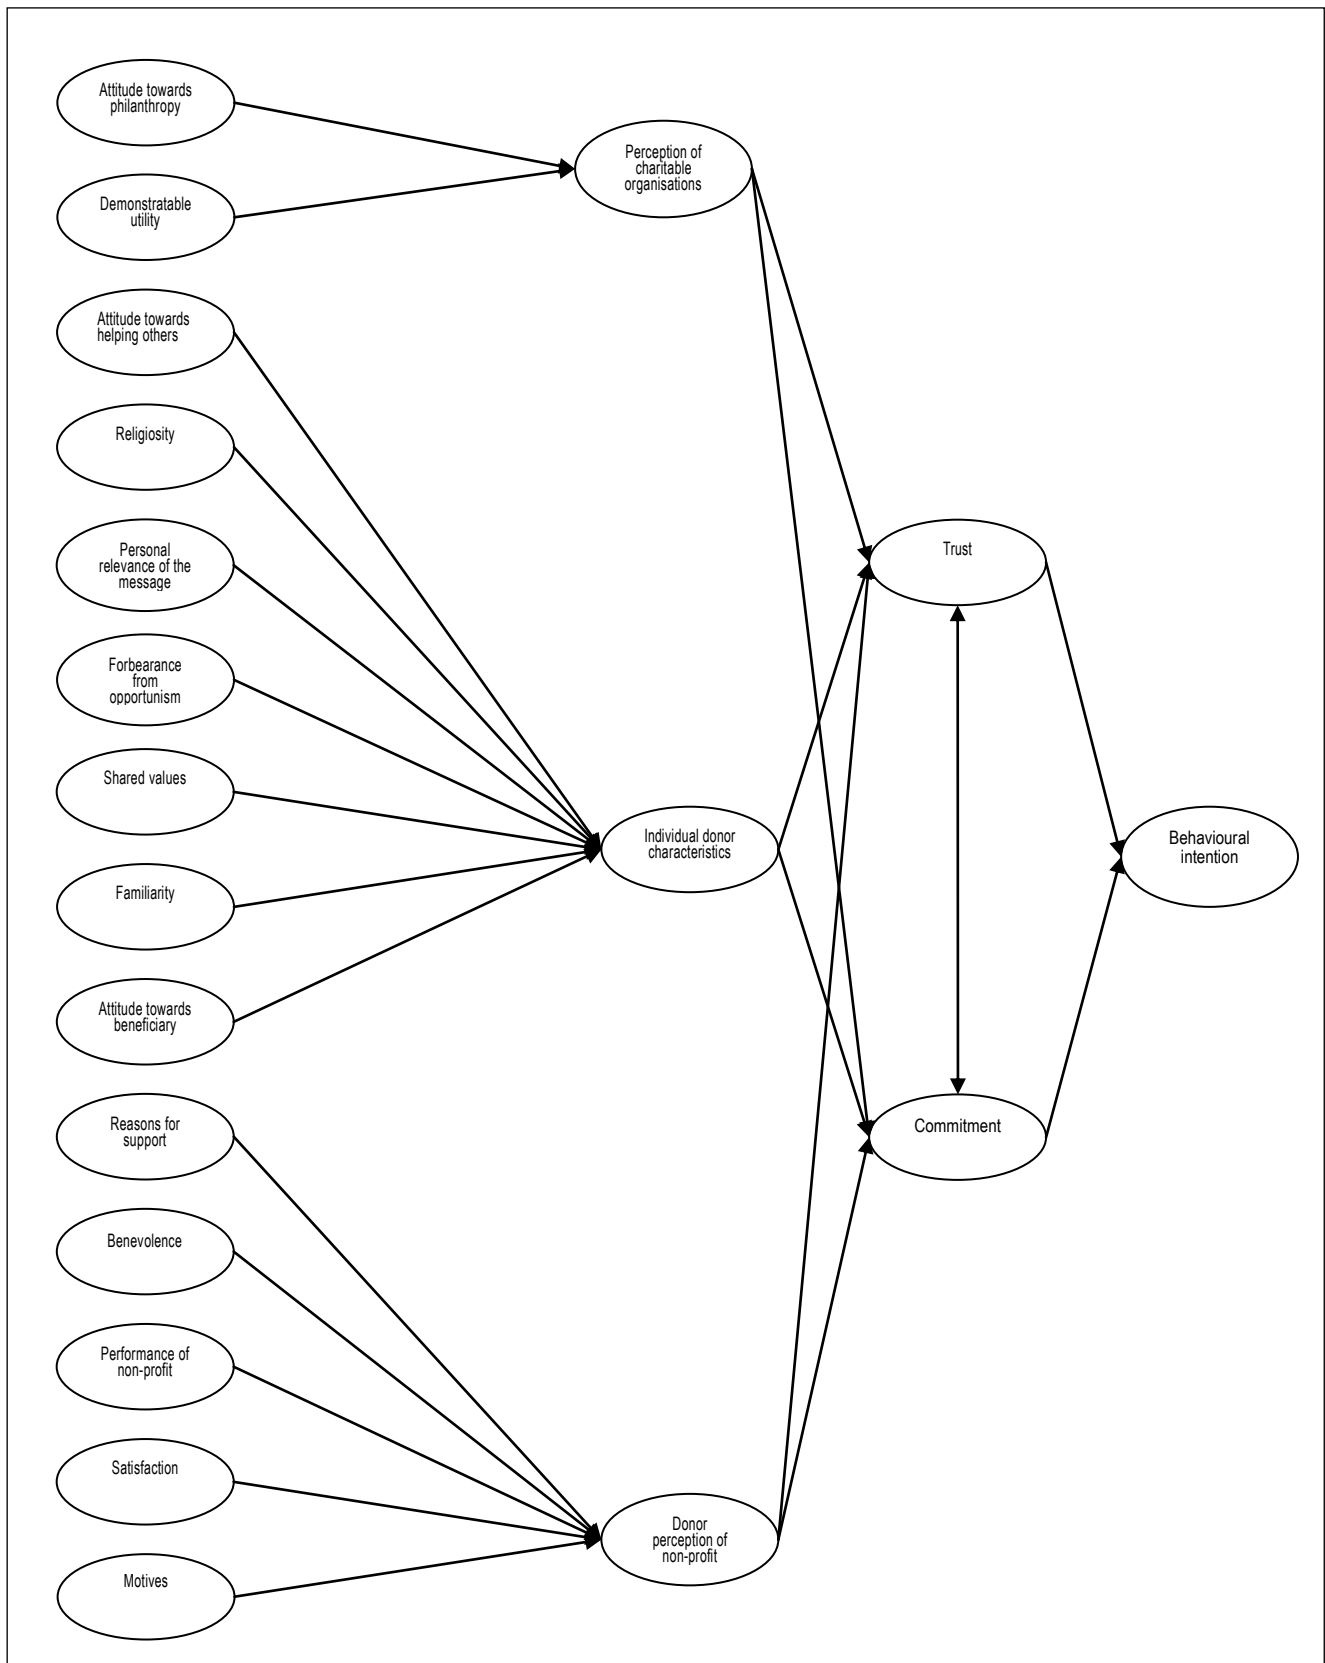 Attitude towards
philanthropy
Demonstratable
utility
Attitude towards
helping others
Religiosity
Personal
relevance of the
message
Forbearance
from
opportunism
Shared values
Familiarity
Attitude towards
beneficiary
Reasons for
support
Benevolence
Performance of
non-profit
Satisfaction
Motives
Perception of
charitable
organisations
Individual donor
characteristics
Donor
perception of
non-profit
Trust
Commitment
Behavioural
intention